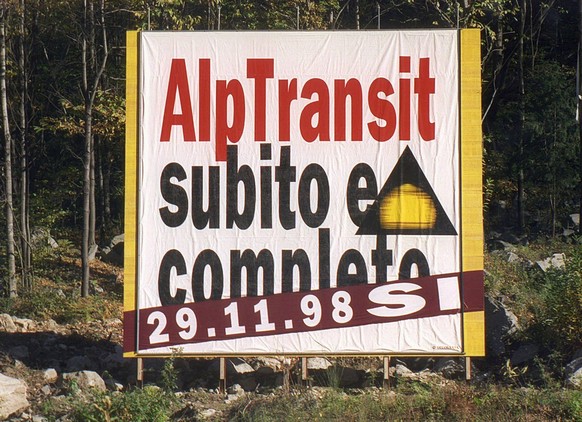 AlpTransit
subito e
completo
29.11.98 SI